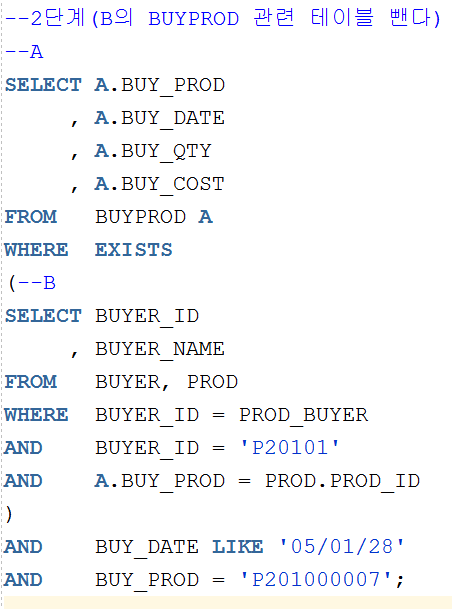 --2단계(B의 BUYPROD 관련 테이블 뺀다)
--A
SELECT A.BUY_PROD
     , A.BUY_DATE
     , A.BUY_QTY
     , A.BUY_COST
FROM   BUYPROD A
WHERE  EXISTS
(--B
SELECT BUYER_ID
     , BUYER_NAME
FROM   BUYER, PROD
WHERE  BUYER_ID = PROD_BUYER
AND    BUYER_ID = 'P20101'
AND    A.BUY_PROD = PROD.PROD_ID
)
AND    BUY_DATE LIKE '05/01/28'
AND    BUY_PROD = 'P201000007';